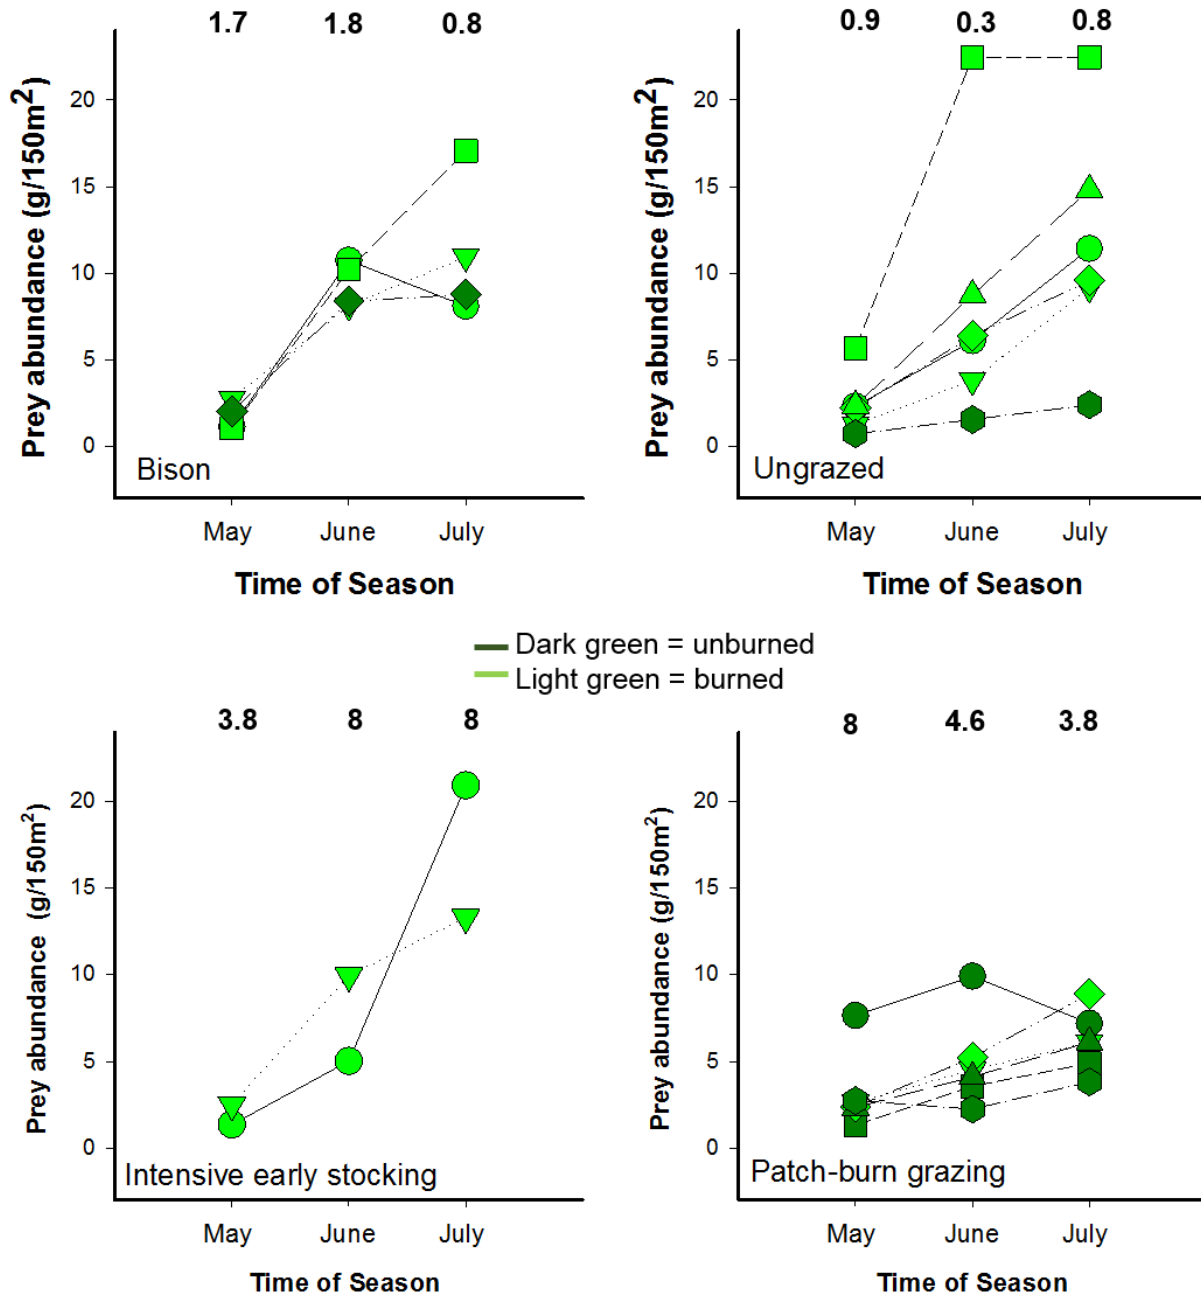 1.7 1.8 0.8
Prey abundance (g/150m²)
20
15
10
5
0
Bison
May June July
Time of Season
0.9 0.3 0.8
Prey abundance (g/150m²)
20
15
10
5
0
Ungrazed
May June July
Time of Season
Dark green = unburned
Light green = burned
3.8 8 8
Prey abundance (g/150m²)
20
15
10
5
0
Intensive early stocking
May June July
Time of Season
8 4.6 3.8
Prey abundance (g/150m²)
20
15
10
5
0
Patch-burn grazing
May June July
Time of Season